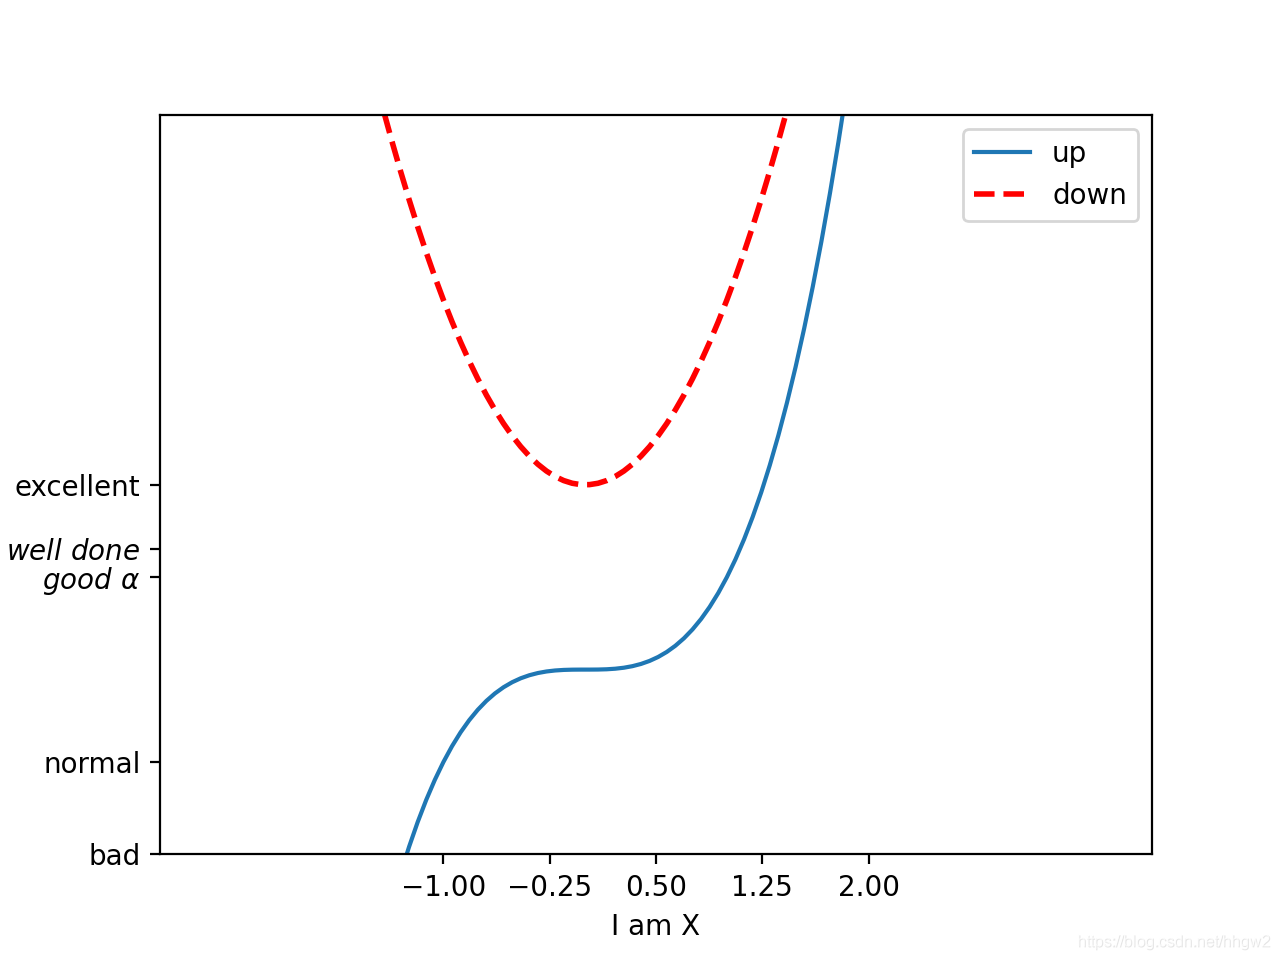 up
down
excellent
well done
good α
normal
bad
−1.00 −0.25 0.50 1.25 2.00
I am X
https://blog.csdn.net/hhgw2